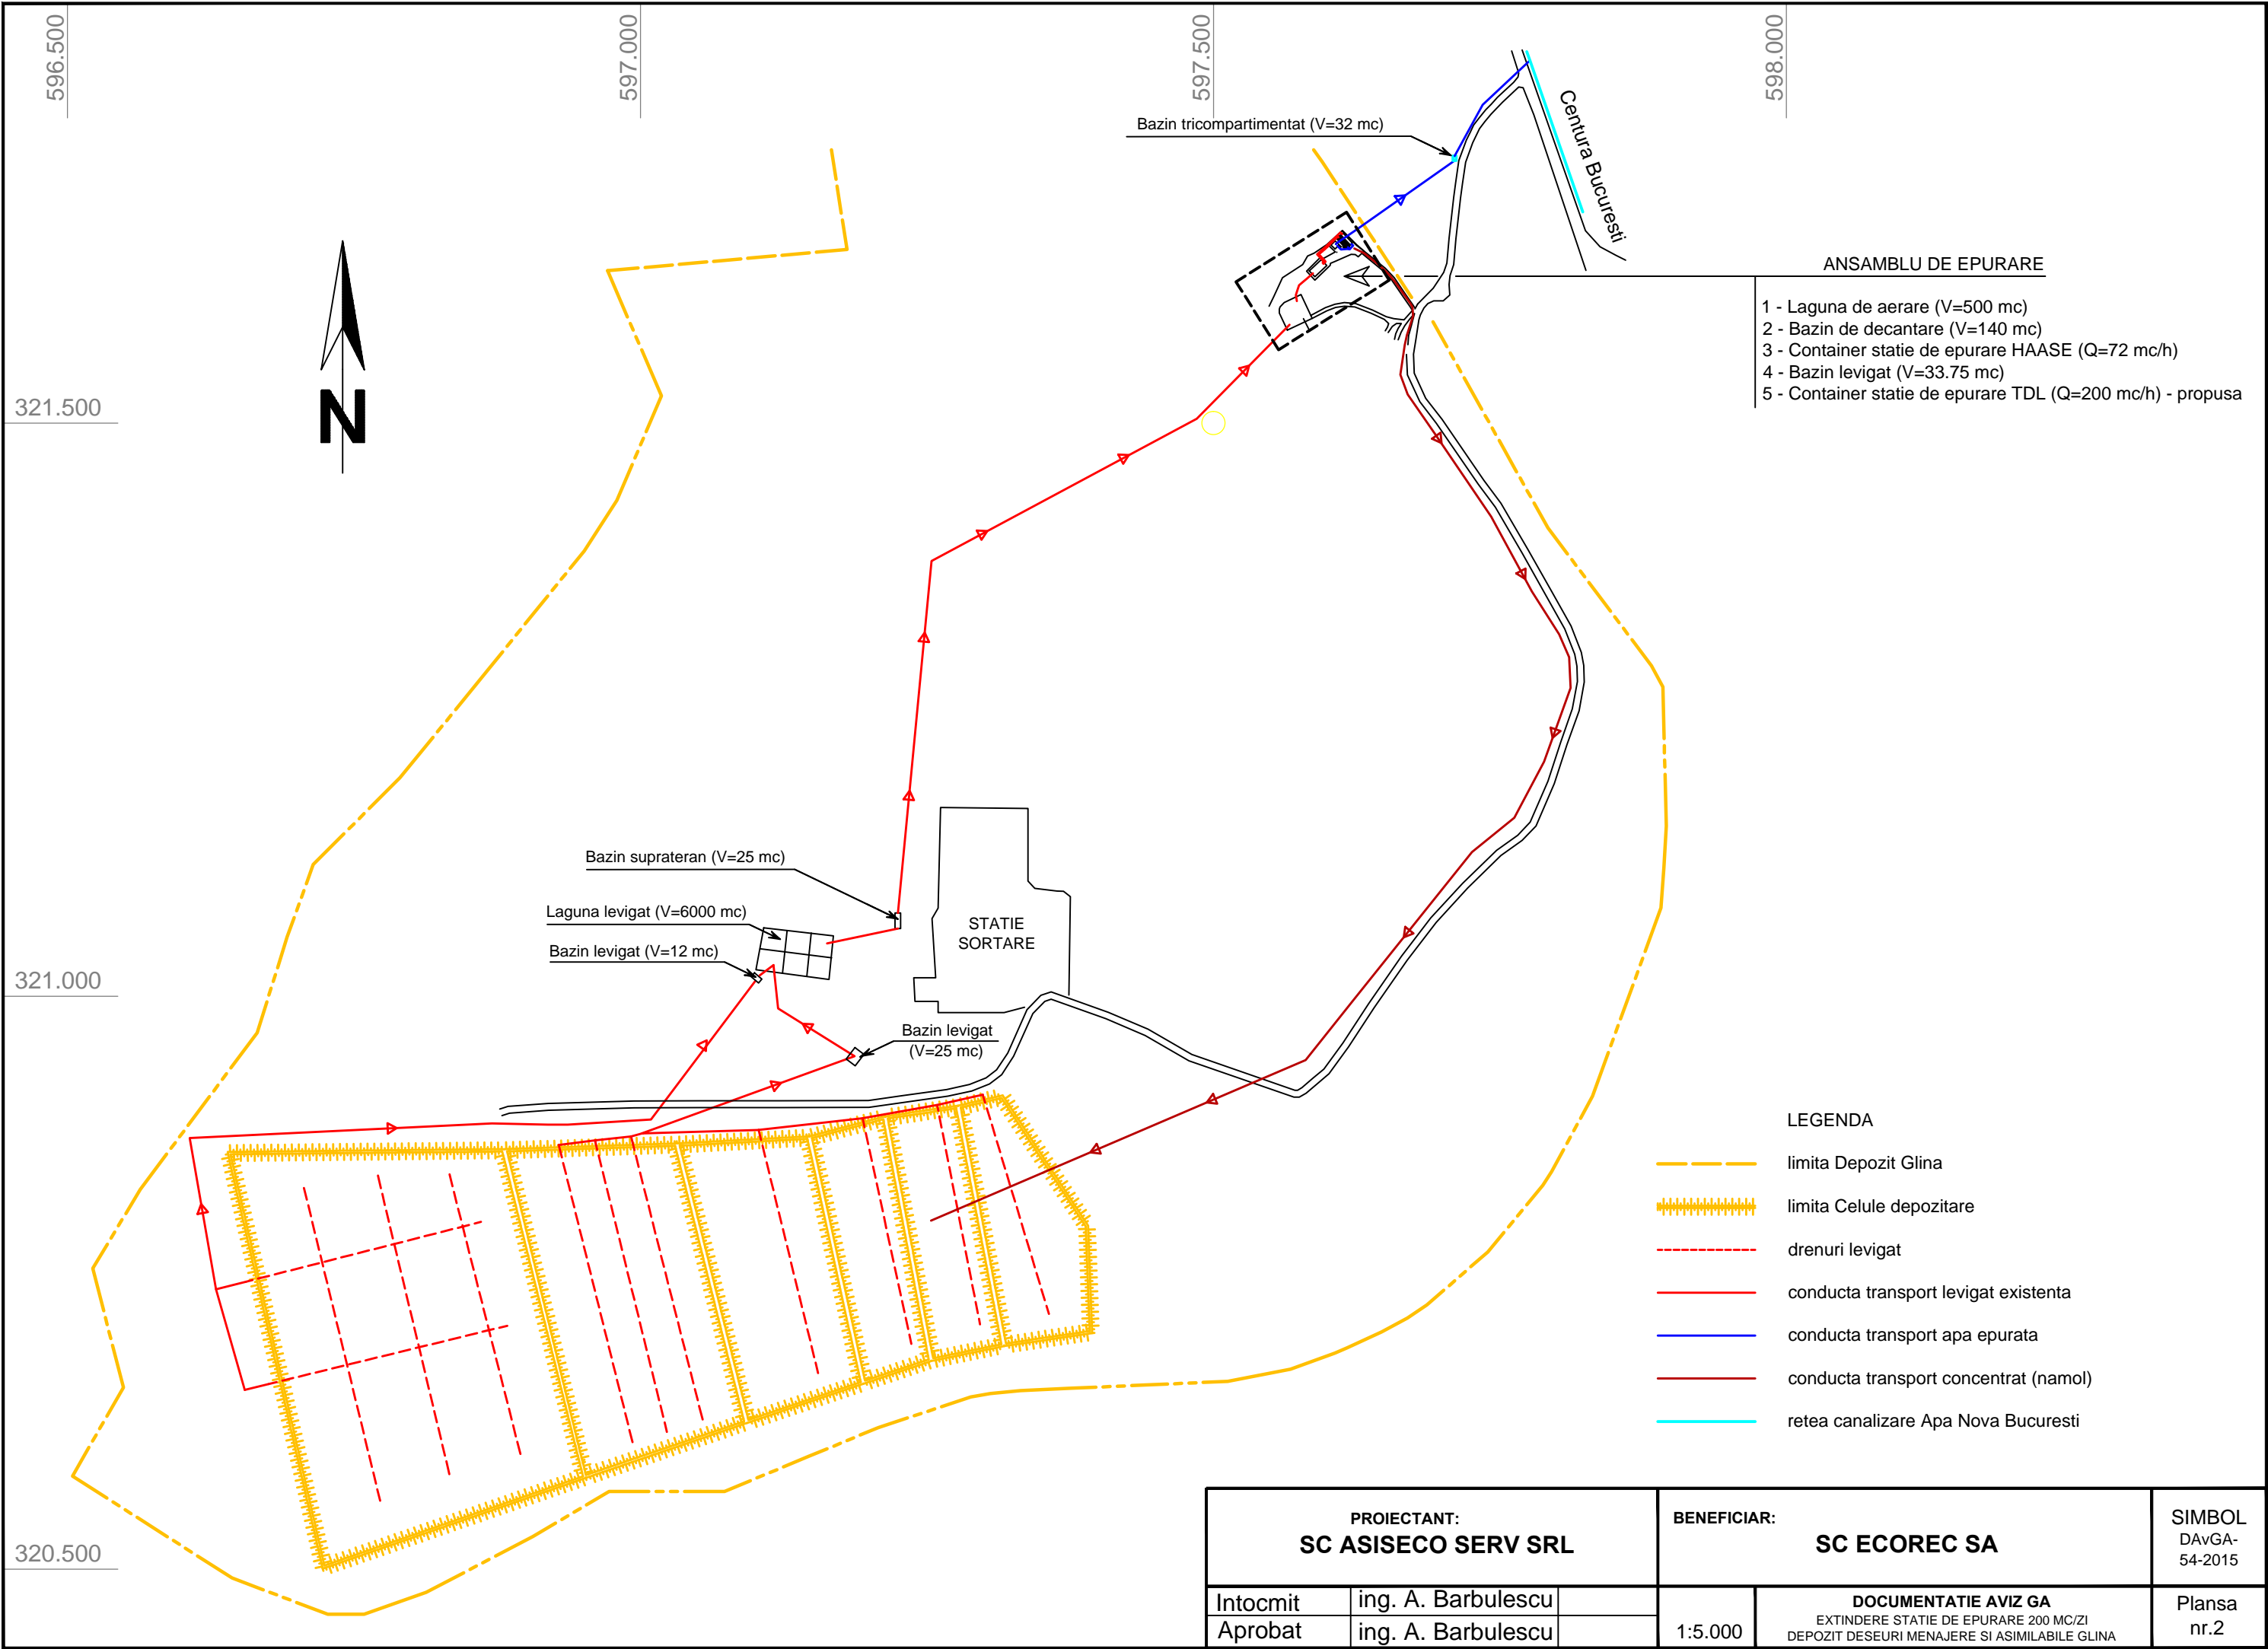 596.500
597.000
597.500
598.000
Bazin tricompartimentat (V=32 mc)
Centura Bucuresti
ANSAMBLU DE EPURARE
1 - Laguna de aerare (V=500 mc)
2 - Bazin de decantare (V=140 mc)
3 - Container statie de epurare HAASE (Q=72 mc/h)
4 - Bazin levigat (V=33.75 mc)
5 - Container statie de epurare TDL (Q=200 mc/h) - propusa
N
321.500
Bazin suprateran (V=25 mc)
Laguna levigat (V=6000 mc)
Bazin levigat (V=12 mc)
STATIE
SORTARE
321.000
Bazin levigat
(V=25 mc)
LEGENDA
limita Depozit Glina
limita Celule depozitare
drenuri levigat
conducta transport levigat existenta
conducta transport apa epurata
conducta transport concentrat (namol)
retea canalizare Apa Nova Bucuresti
320.500
PROIECTANT:
SC ASISECO SERV SRL
BENEFICIAR:
SC ECOREC SA
SIMBOL
DAvGA-
54-2015
Intocmit ing. A. Barbulescu
Aprobat ing. A. Barbulescu
1:5.000
DOCUMENTATIE AVIZ GA
EXTINDERE STATIE DE EPURARE 200 MC/ZI
DEPOZIT DESEURI MENAJERE SI ASIMILABILE GLINA
Plansa
nr.2